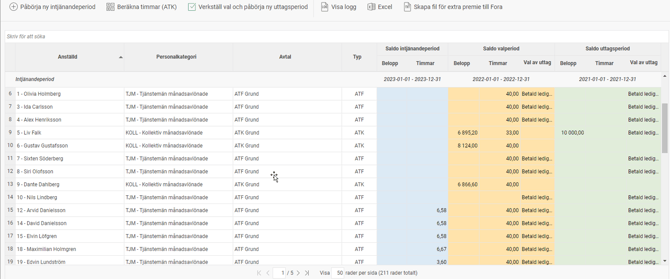 Påbörja ny intjänandeperiod Beräkna timmar (ATK) Verkställ val och påbörja ny uttagsperiod Visa logg Excel Skapa fil för extra premie till Fora
Skriv för att söka
Saldo intjänandeperiod Saldo valperiod Saldo uttagsperiod
Anställd Personalkategori Avtal Typ Belopp Timmar Belopp Timmar Val av uttag Belopp Timmar Val av uttag
Intjänandeperiod 2023-01-01 - 2023-12-31 2022-01-01 - 2022-12-31 2021-01-01 - 2021-12-31
6 1 - Olivia Holmberg TJM - Tjänstemän månadsavlönade ATF Grund ATF 40,00 Betald ledig... Betald ledig...
7 3 - Ida Carlsson TJM - Tjänstemän månadsavlönade ATF Grund ATF 40,00 Betald ledig... Betald ledig...
8 4 - Alex Henriksson TJM - Tjänstemän månadsavlönade ATF Grund ATF 40,00 Betald ledig... Betald ledig...
9 5 - Liv Falk KOLL - Kollektiv månadsavlönade ATK Grund ATK 6 895,20 33,00 Betald ledig... 10 000,00 Betald ledig...
10 6 - Gustav Gustafsson KOLL - Kollektiv månadsavlönade ATK Grund ATK 8 124,00 40,00
11 7 - Sixten Söderberg TJM - Tjänstemän månadsavlönade ATF Grund ATF 40,00 Betald ledig... Betald ledig...
12 8 - Siri Olofsson TJM - Tjänstemän månadsavlönade ATF Grund ATF 40,00 Betald ledig... Betald ledig...
13 9 - Dante Dahlberg KOLL - Kollektiv månadsavlönade ATK Grund ATK 6 866,60 40,00
14 10 - Nils Lindberg TJM - Tjänstemän månadsavlönade ATF Grund ATF Betald ledig... Betald ledig...
15 12 - Arvid Danielsson TJM - Tjänstemän månadsavlönade ATF Grund ATF 6,58 40,00 Betald ledig... Betald ledig...
16 14 - David Danielsson TJM - Tjänstemän månadsavlönade ATF Grund ATF 6,58 40,00 Betald ledig... Betald ledig...
17 15 - Elvin Löfgren TJM - Tjänstemän månadsavlönade ATF Grund ATF 6,58 40,00 Betald ledig... Betald ledig...
18 18 - Maximilian Holmgren TJM - Tjänstemän månadsavlönade ATF Grund ATF 6,67 40,00 Betald ledig... Betald ledig...
19 19 - Edvin Lundström TJM - Tjänstemän månadsavlönade ATF Grund ATF 3,60 40,00 Betald ledig... Betald ledig...
1 / 5 Visa 50 rader per sida (211 rader totalt)